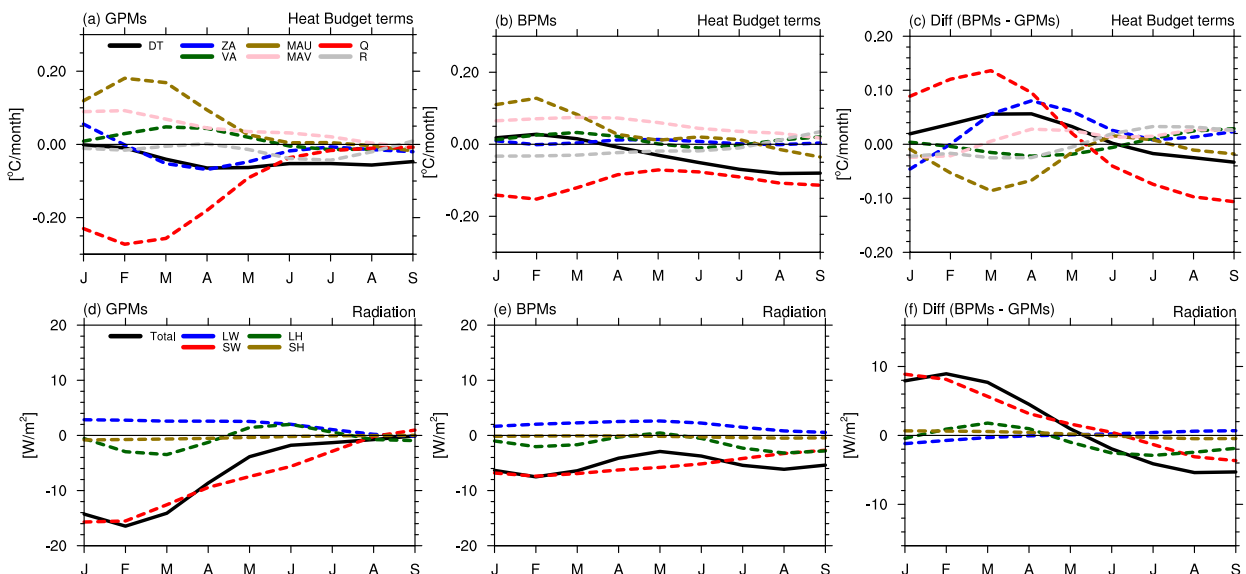 (a) GPMs Heat Budget terms
DT ZA MAU Q
VA MAV R
0.20
0.00
-0.20
[°C/month]
J F M A M J J A S
(b) BPMs Heat Budget terms
0.20
0.00
-0.20
[°C/month]
J F M A M J J A S
(c) Diff (BPMs - GPMs) Heat Budget terms
0.20
0.10
0.00
-0.10
-0.20
[°C/month]
J F M A M J J A S
(d) GPMs Radiation
Total LW LH
SW SH
20
10
0
-10
-20
[W/m²]
J F M A M J J A S
(e) BPMs Radiation
20
10
0
-10
-20
[W/m²]
J F M A M J J A S
(f) Diff (BPMs - GPMs) Radiation
10
0
-10
[W/m²]
J F M A M J J A S